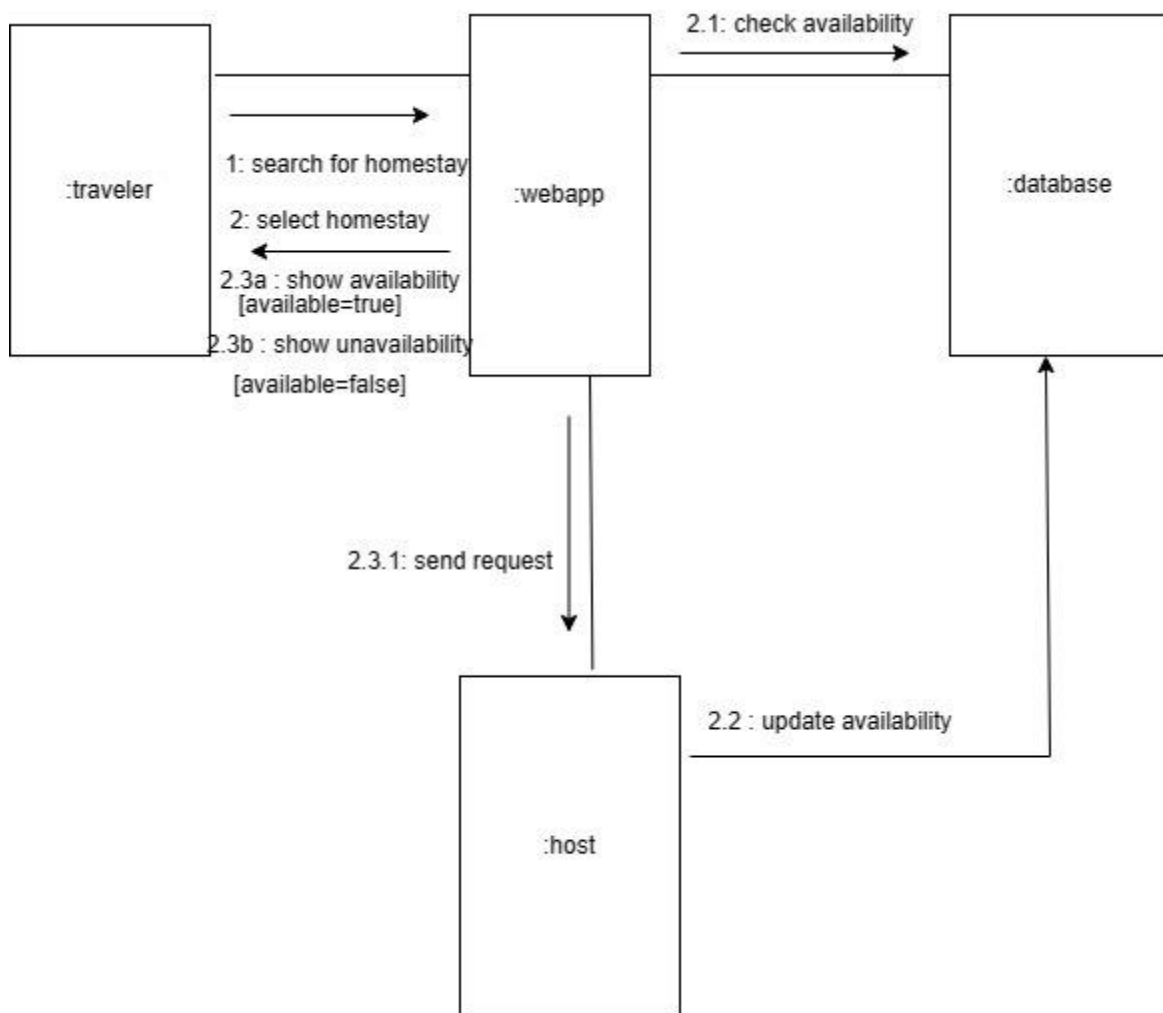 2.1: check availability
:traveler
1: search for homestay
:webapp
:database
2: select homestay
2.3a : show availability
[available=true]
2.3b : show unavailability
[available=false]
2.3.1: send request
2.2 : update availability
:host